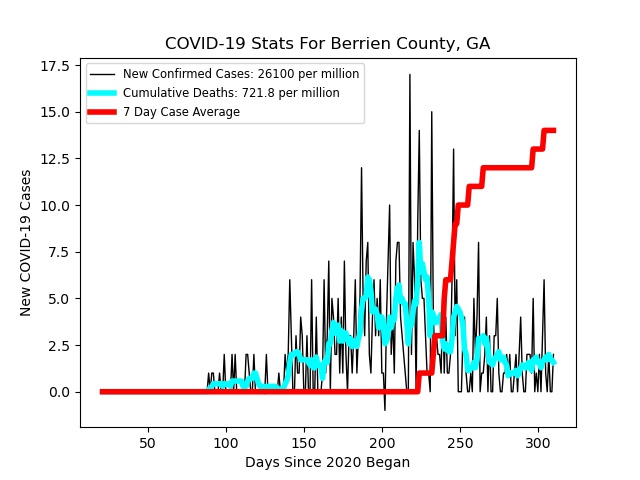 COVID-19 Stats For Berrien County, GA
New Confirmed Cases: 26100 per million
Cumulative Deaths: 721.8 per million
7 Day Case Average
New COVID-19 Cases
17.5
15.0
12.5
10.0
7.5
5.0
2.5
0.0
50 100 150 200 250 300
Days Since 2020 Began